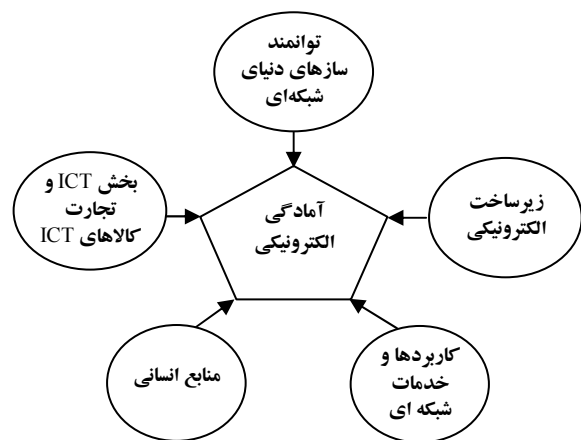 توانمند
سازهای دنیای
شبکه‌ای
بخش ICT و
تجارت
کالاهای ICT
آمادگی
الکترونیکی
زیرساخت
الکترونیکی
منابع انسانی
کاربردها و
خدمات
شبکه ای